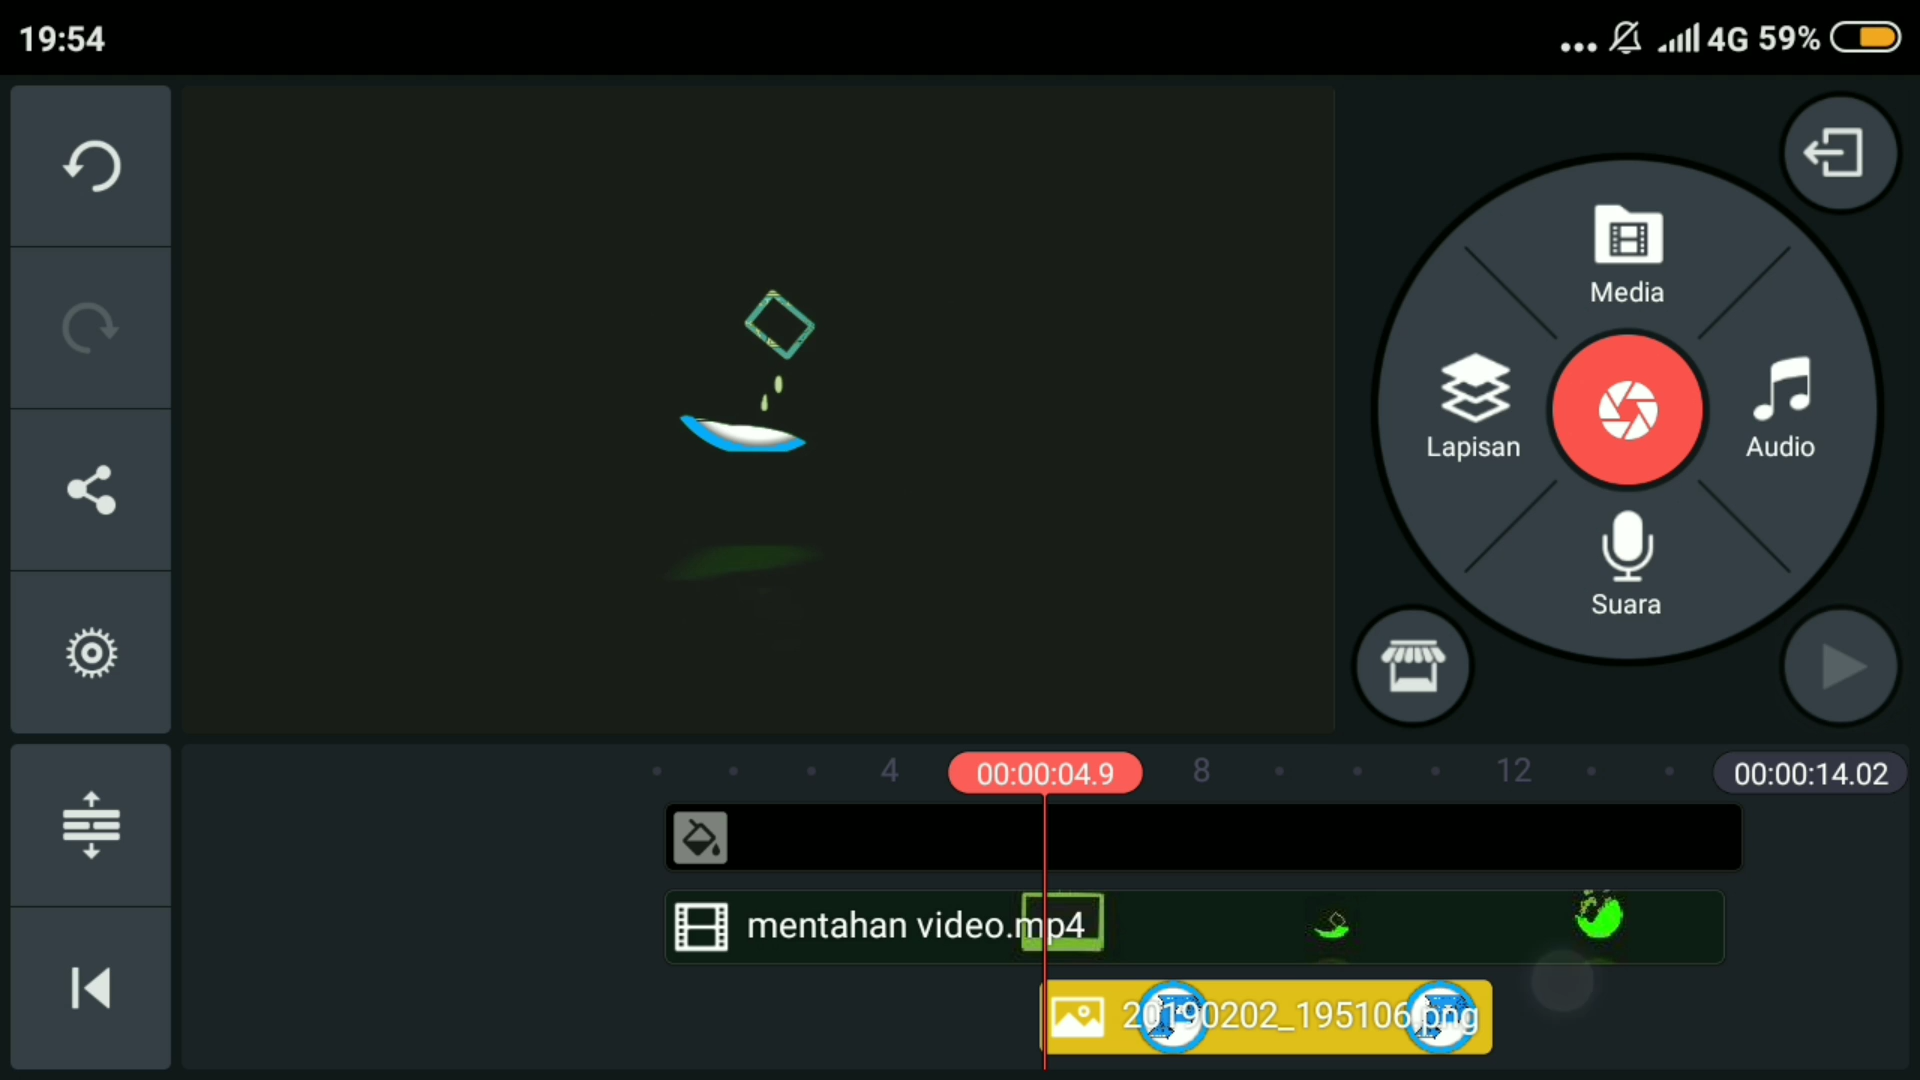 19:54
4G 59%
Media
Lapisan
Audio
Suara
4
00:00:04.9
8
12
00:00:14.02
mentahan video.mp4
20190202_195106.png